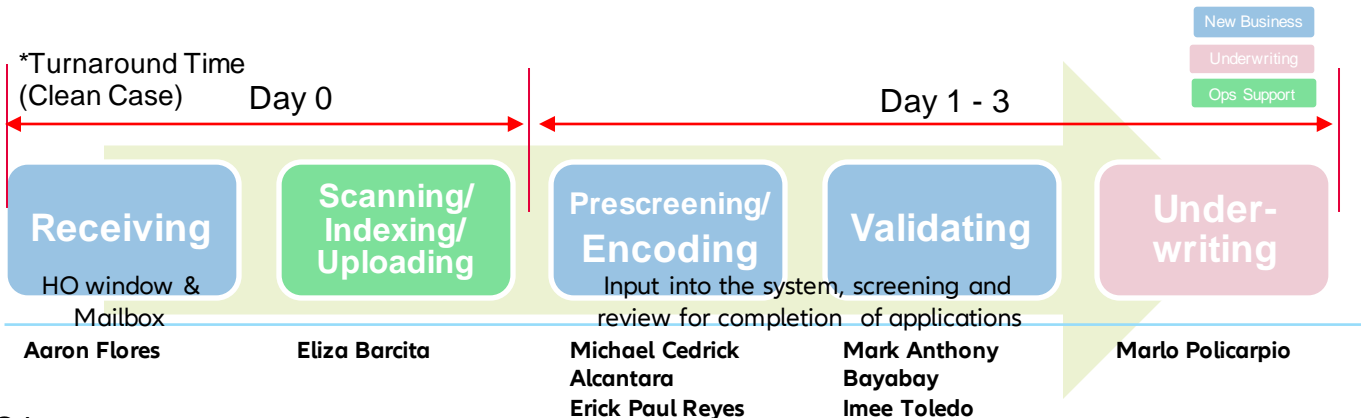 New Business
Underwriting
Ops Support
*Turnaround Time
(Clean Case)
Day 0
Day 1 - 3
Receiving
Scanning/
Indexing/
Uploading
Prescreening/
Encoding
Validating
Under-
writing
HO window &
Mailbox
Input into the system, screening and
review for completion of applications
Aaron Flores
Eliza Barcita
Michael Cedrick
Alcantara
Erick Paul Reyes
Mark Anthony
Bayabay
Imee Toledo
Marlo Policarpio